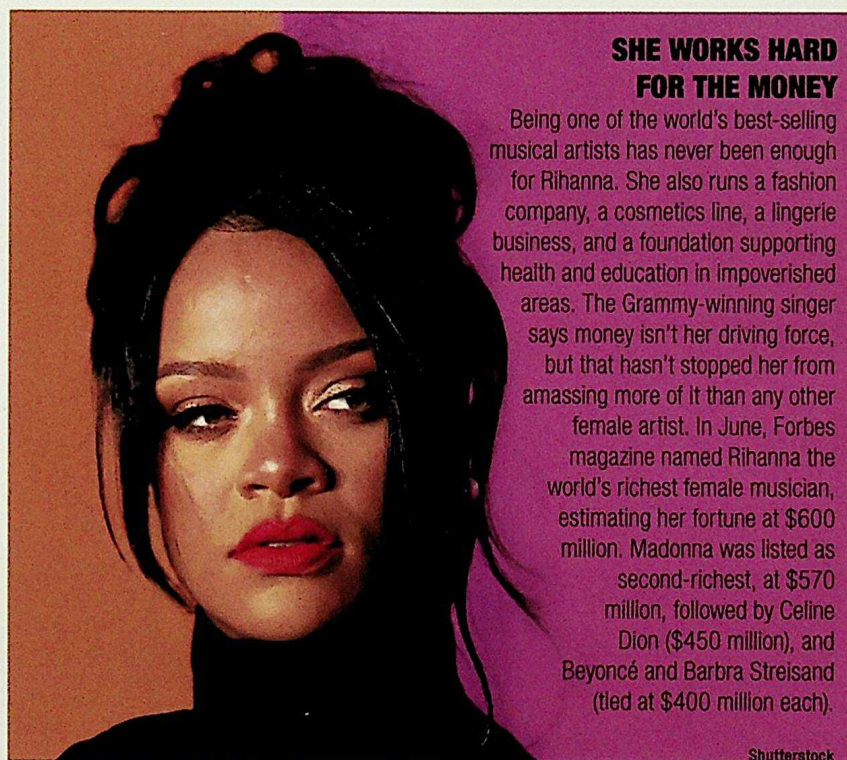 SHE WORKS HARD
FOR THE MONEY
Being one of the world's best-selling
musical artists has never been enough
for Rihanna. She also runs a fashion
company, a cosmetics line, a lingerie
business, and a foundation supporting
health and education in impoverished
areas. The Grammy-winning singer
says money isn't her driving force,
but that hasn't stopped her from
amassing more of it than any other
female artist. In June, Forbes
magazine named Rihanna the
world's richest female musician,
estimating her fortune at $600
million. Madonna was listed as
second-richest, at $570
million, followed by Celine
Dion ($450 million), and
Beyoncé and Barbra Streisand
(tied at $400 million each).
Shutterstock